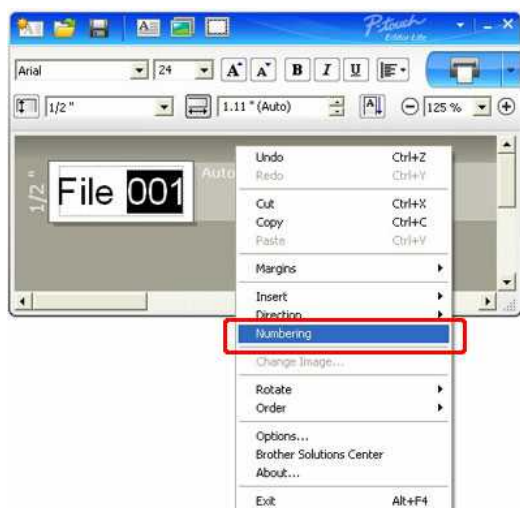 P-touch
Editor Lite
Arial 24 A A B I U
1/2 " 1.11 " (Auto) A 125 %
1/2 "
File 001
Auto
Undo Ctrl+Z
Redo Ctrl+Y
Cut Ctrl+X
Copy Ctrl+C
Paste Ctrl+V
Margins
Insert
Direction
Numbering
Change Image...
Rotate
Order
Options...
Brother Solutions Center
About...
Exit Alt+F4